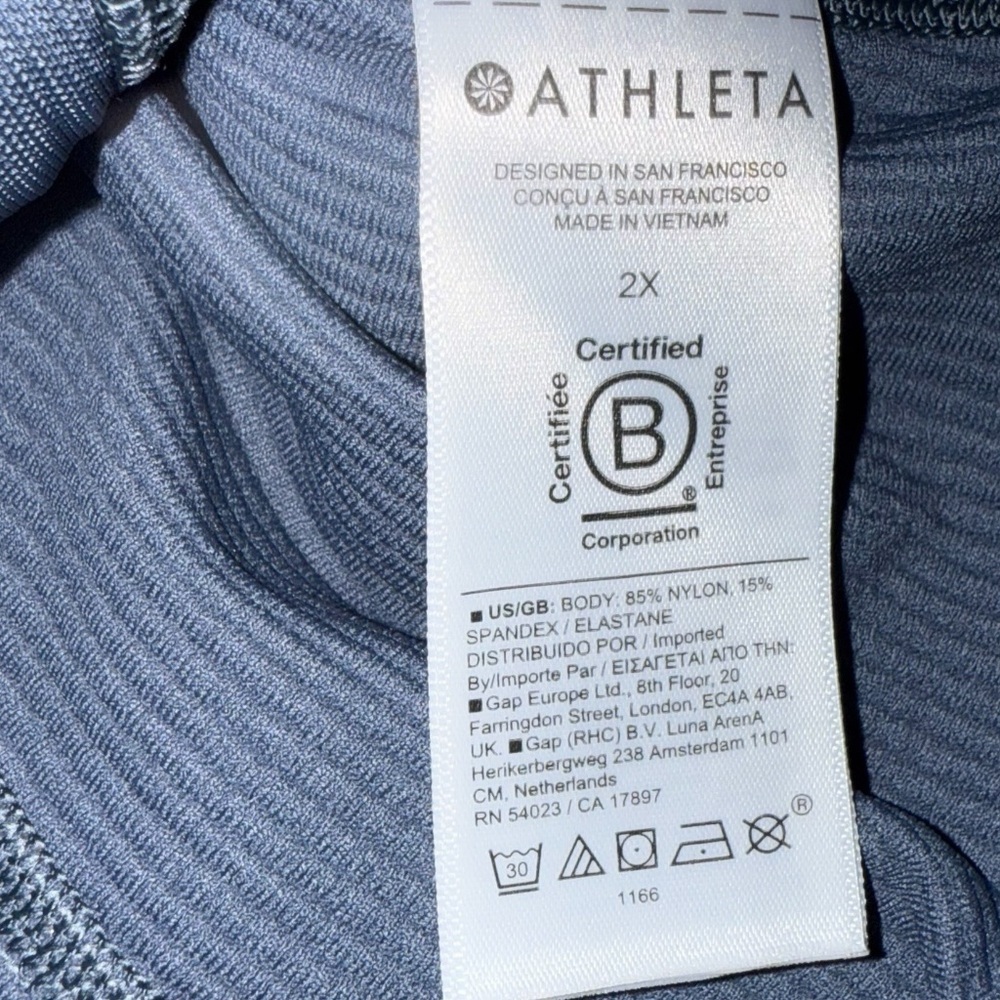 ATHLETA
DESIGNED IN SAN FRANCISCO
CONÇU À SAN FRANCISCO
MADE IN VIETNAM
2X
Certified
Certifiée
B
Entreprise
®
Corporation
■ US/GB: BODY: 85% NYLON, 15%
SPANDEX / ELASTANE
DISTRIBUIDO POR / Imported
By/Importe Par / ΕΙΣΑΓΕΤΑΙ ΑΠΟ ΤΗΝ:
■ Gap Europe Ltd., 8th Floor, 20
Farringdon Street, London, EC4A 4AB,
UK. ■ Gap (RHC) B.V. Luna ArenA
Herikerbergweg 238 Amsterdam 1101
CM, Netherlands
RN 54023 / CA 17897
30
®
1166